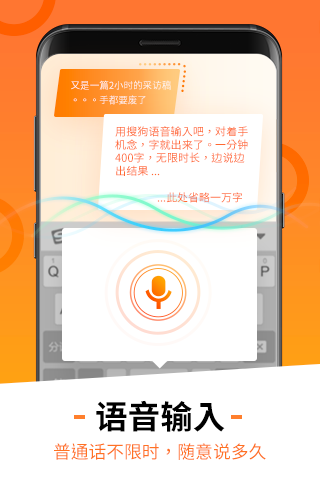 又是一篇2小时的采访稿
。。。手都要废了
用搜狗语音输入吧，对着手
机念，字就出来了。一分钟
400字，无限时长，边说边
出结果...
...此处省略一万字
1
Q
P
分
- 语音输入 -
普通话不限时，随意说多久